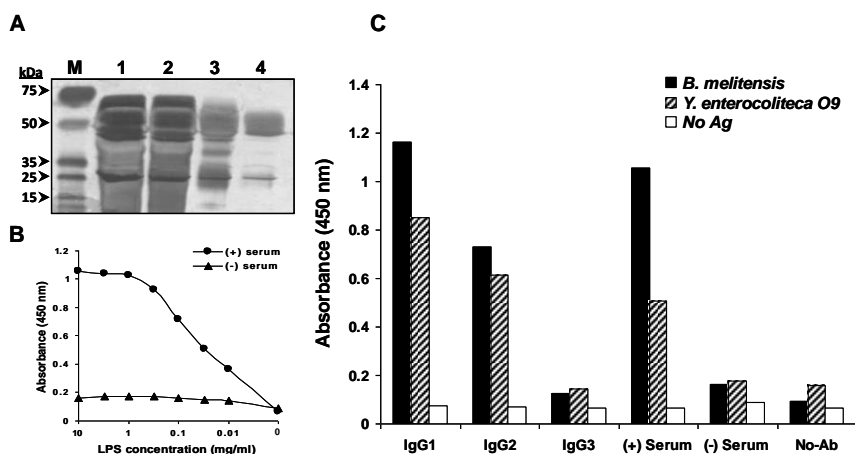 A
kDa M 1 2 3 4
75
50
35
25
15
B
(+) serum
(-) serum
1.2
1
0.8
0.6
0.4
0.2
0
Absorbance (450 nm)
10 1 0.1 0.01 0
LPS concentration (mg/ml)
C
B. melitensis
Y. enterocoliteca O9
No Ag
1.4
1.2
1
0.8
0.6
0.4
0.2
0
Absorbance (450 nm)
IgG1 IgG2 IgG3 (+) Serum (-) Serum No-Ab